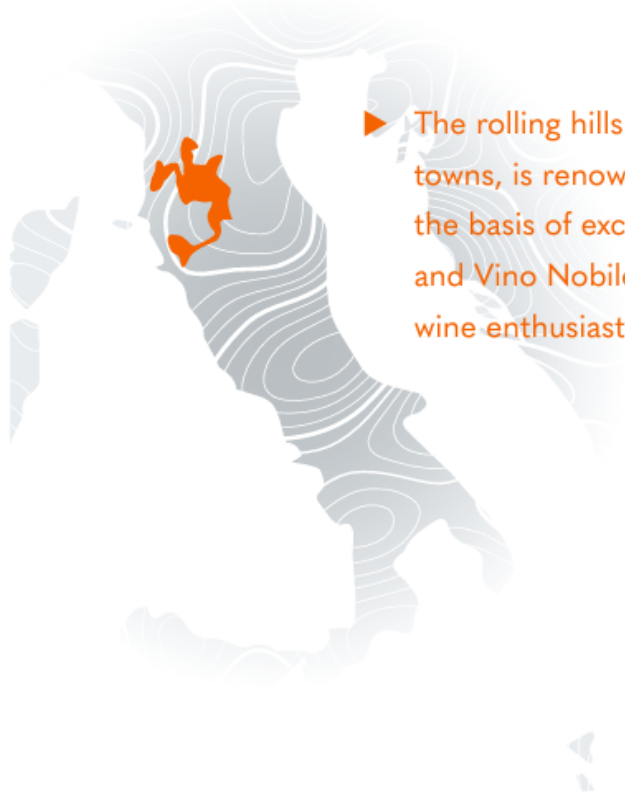 The rolling hills
towns, is renow
the basis of exc
and Vino Nobil
wine enthusiast